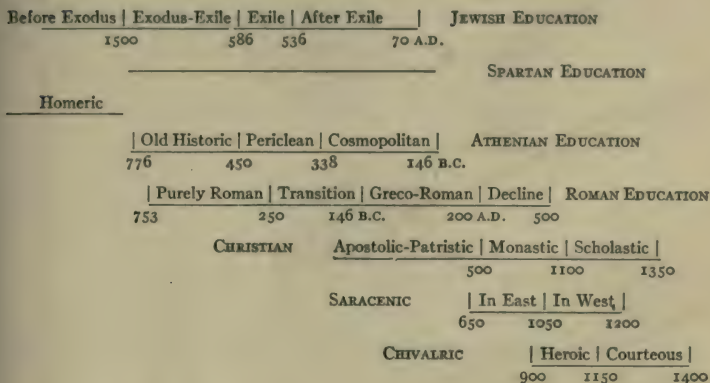 Before Exodus | Exodus-Exile | Exile | After Exile | JEWISH EDUCATION
1500 586 536 70 A.D.
SPARTAN EDUCATION
Homeric
| Old Historic | Periclean | Cosmopolitan | ATHENIAN EDUCATION
776 450 338 146 B.C.
| Purely Roman | Transition | Greco-Roman | Decline | ROMAN EDUCATION
753 250 146 B.C. 200 A.D. 500
CHRISTIAN Apostolic-Patristic | Monastic | Scholastic |
500 1100 1350
SARACENIC | In East | In West |
650 1050 1200
CHIVALRIC | Heroic | Courteous |
900 1150 1400